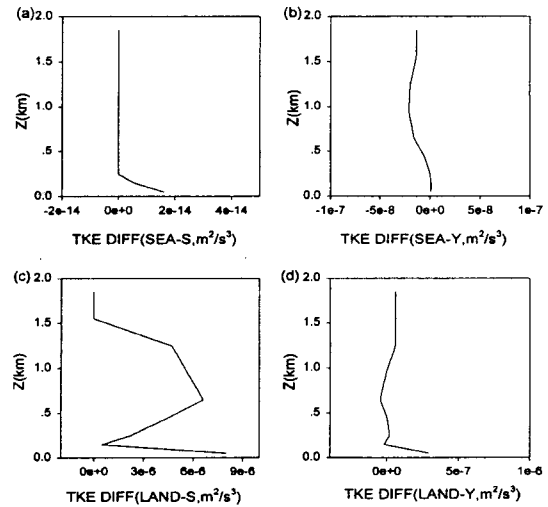 (a)
2.0
1.5
1.0
.5
0.0
Z(km)
-2e-14 0e+0 2e-14 4e-14
TKE DIFF(SEA-S,m²/s³)
(b)
2.0
1.5
1.0
.5
0.0
Z(km)
-1e-7 -5e-8 0e+0 5e-8 1e-7
TKE DIFF(SEA-Y,m²/s³)
(c)
2.0
1.5
1.0
.5
0.0
Z(km)
0e+0 3e-6 6e-6 9e-6
TKE DIFF(LAND-S,m²/s³)
(d)
2.0
1.5
1.0
.5
0.0
Z(km)
0e+0 5e-7 1e-6
TKE DIFF(LAND-Y,m²/s³)